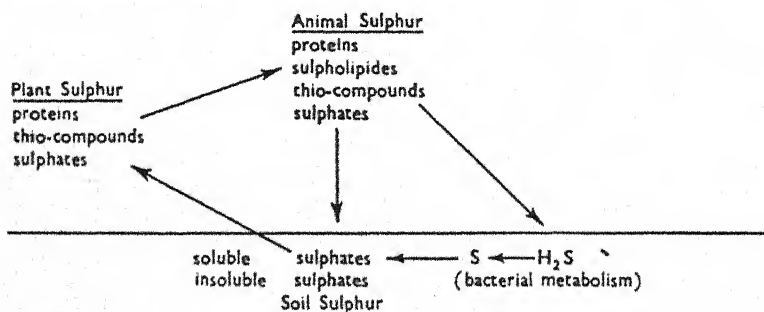 Animal Sulphur
proteins
sulpholipides
thio-compounds
sulphates
Plant Sulphur
proteins
thio-compounds
sulphates
soluble sulphates S H₂S
insoluble sulphates (bacterial metabolism)
Soil Sulphur